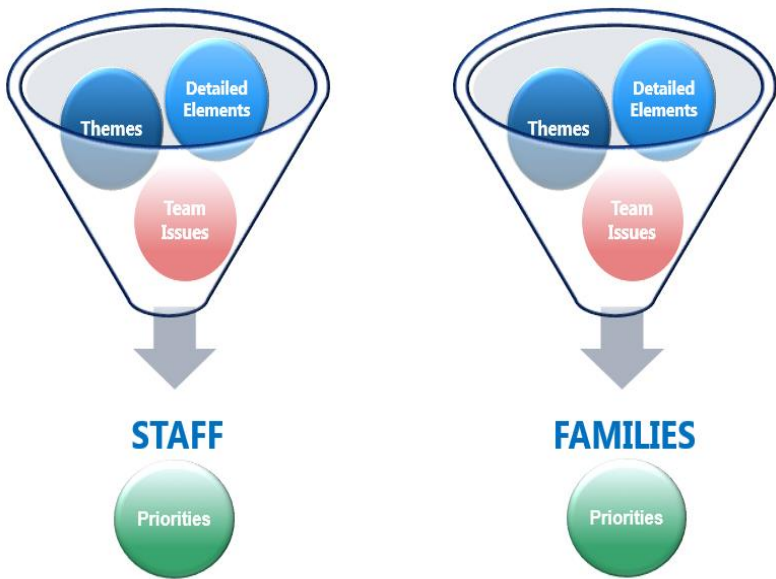 Themes
Detailed
Elements
Team
Issues
STAFF
Priorities
Themes
Detailed
Elements
Team
Issues
FAMILIES
Priorities